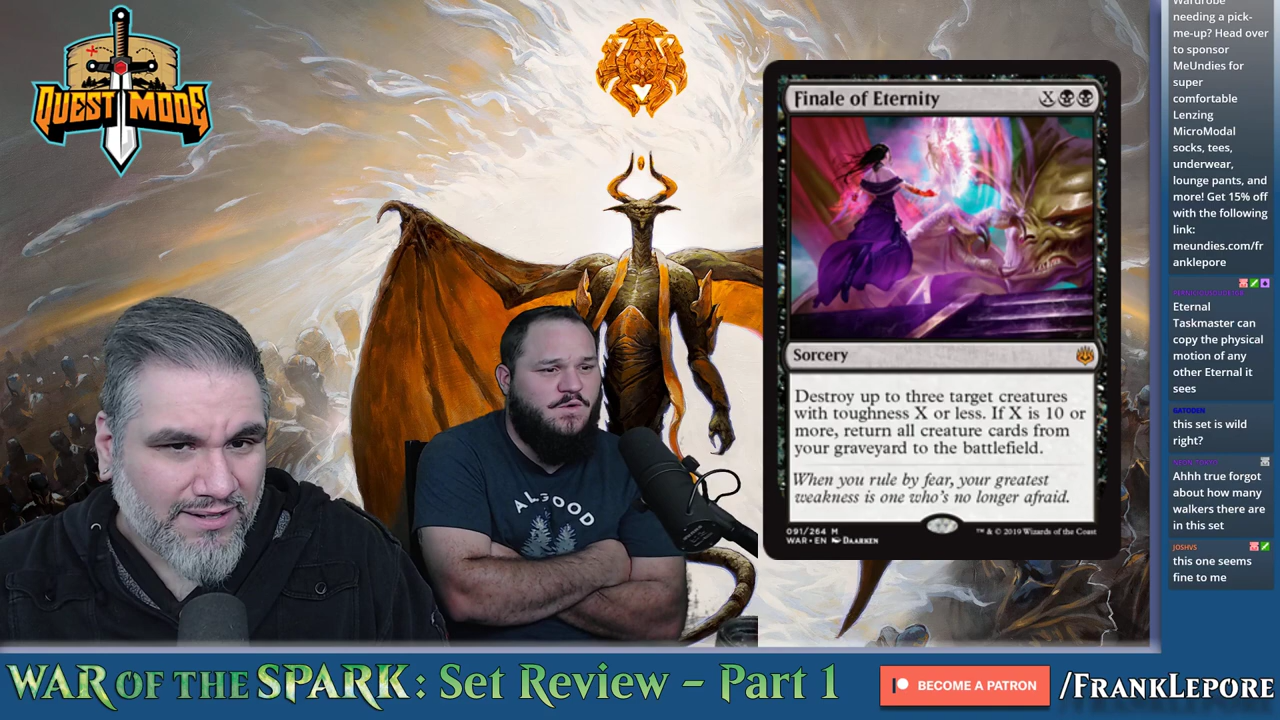 QUEST MODE
Finale of Eternity X
Sorcery
Destroy up to three target creatures
with toughness X or less. If X is 10 or
more, return all creature cards from
your graveyard to the battlefield.
When you rule by fear, your greatest
weakness is one who's no longer afraid.
091/264 M
WAR • EN DAARKEN
™ & © 2019 Wizards of the Coast
ALGOOD
Wardrobe
needing a pick-
me-up? Head over
to sponsor
MeUndies for
super
comfortable
Lenzing
MicroModal
socks, tees,
underwear,
lounge pants, and
more! Get 15% off
with the following
link:
meundies.com/fr
anklepore
Eternal
Taskmaster can
copy the physical
motion of any
other Eternal it
sees
GATODEN
this set is wild
right?
Ahhh true forgot
about how many
walkers there are
in this set
JOSHVS
this one seems
fine to me
WAR OF THE SPARK: Set Review - Part 1
BECOME A PATRON
/FRANKLEPORE